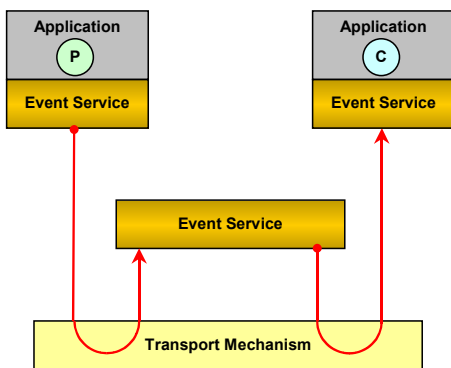 Application
P
Event Service
Application
C
Event Service
Event Service
Transport Mechanism